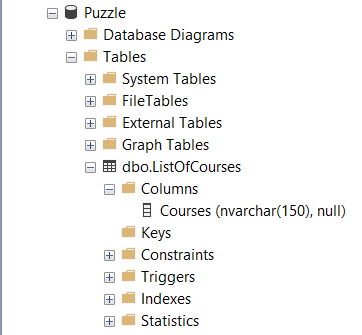 Puzzle
Database Diagrams
Tables
System Tables
FileTables
External Tables
Graph Tables
dbo.ListOfCourses
Columns
Courses (nvarchar(150), null)
Keys
Constraints
Triggers
Indexes
Statistics